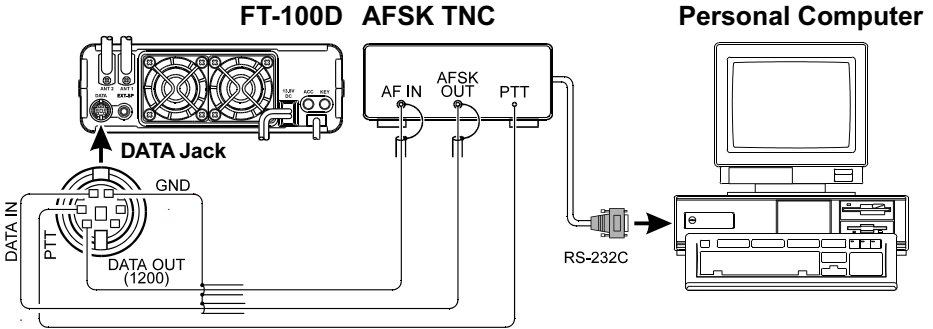 FT-100D
AFSK TNC
Personal Computer
ANT 2
ANT 1
DATA
EXT-SP
13.8V
DC
ACC
KEY
AF IN
AFSK
OUT
PTT
DATA Jack
GND
DATA IN
PTT
DATA OUT
(1200)
RS-232C